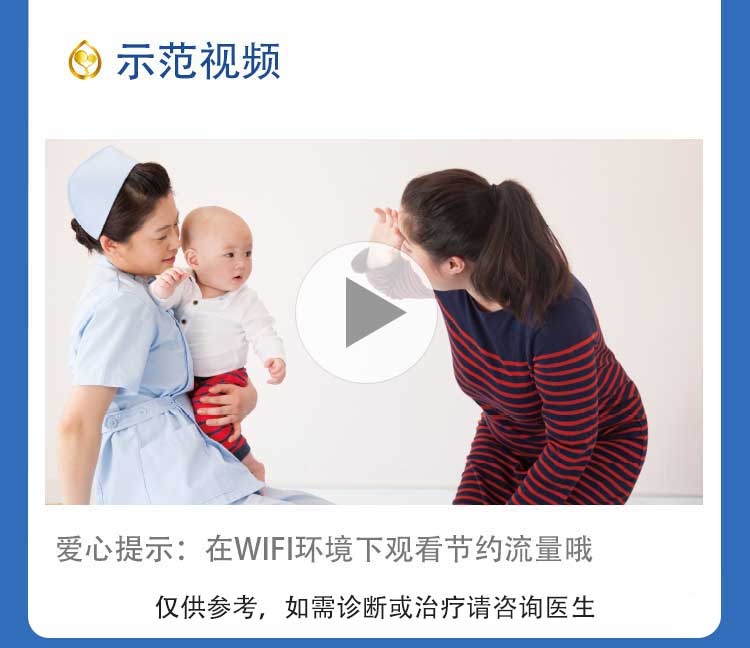 示范视频
爱心提示：在WIFI环境下观看节约流量哦
仅供参考，如需诊断或治疗请咨询医生